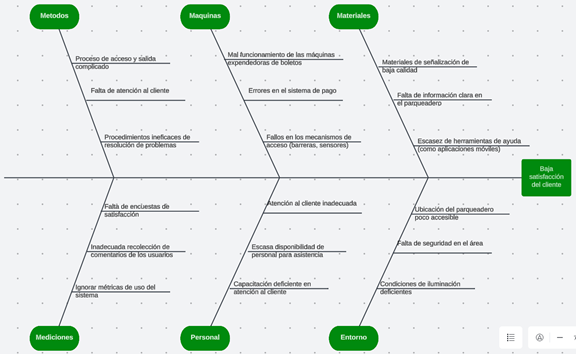 Metodos
Maquinas
Materiales
Proceso de acceso y salida
complicado
Falta de atención al cliente
Procedimientos ineficaces de
resolución de problemas
Mal funcionamiento de las máquinas
expendedoras de boletos
Errores en el sistema de pago
Fallos en los mecanismos de
acceso (barreras, sensores)
Materiales de señalización de
baja calidad
Falta de información clara en
el parqueadero
Escasez de herramientas de ayuda
(como aplicaciones móviles)
Baja
satisfacción
del cliente
Falta de encuestas de
satisfacción
Inadecuada recolección de
comentarios de los usuarios
Ignorar métricas de uso del
sistema
Atención al cliente inadecuada
Escasa disponibilidad de
personal para asistencia
Capacitación deficiente en
atención al cliente
Ubicación del parqueadero
poco accesible
Falta de seguridad en el área
Condiciones de iluminación
deficientes
Mediciones
Personal
Entorno